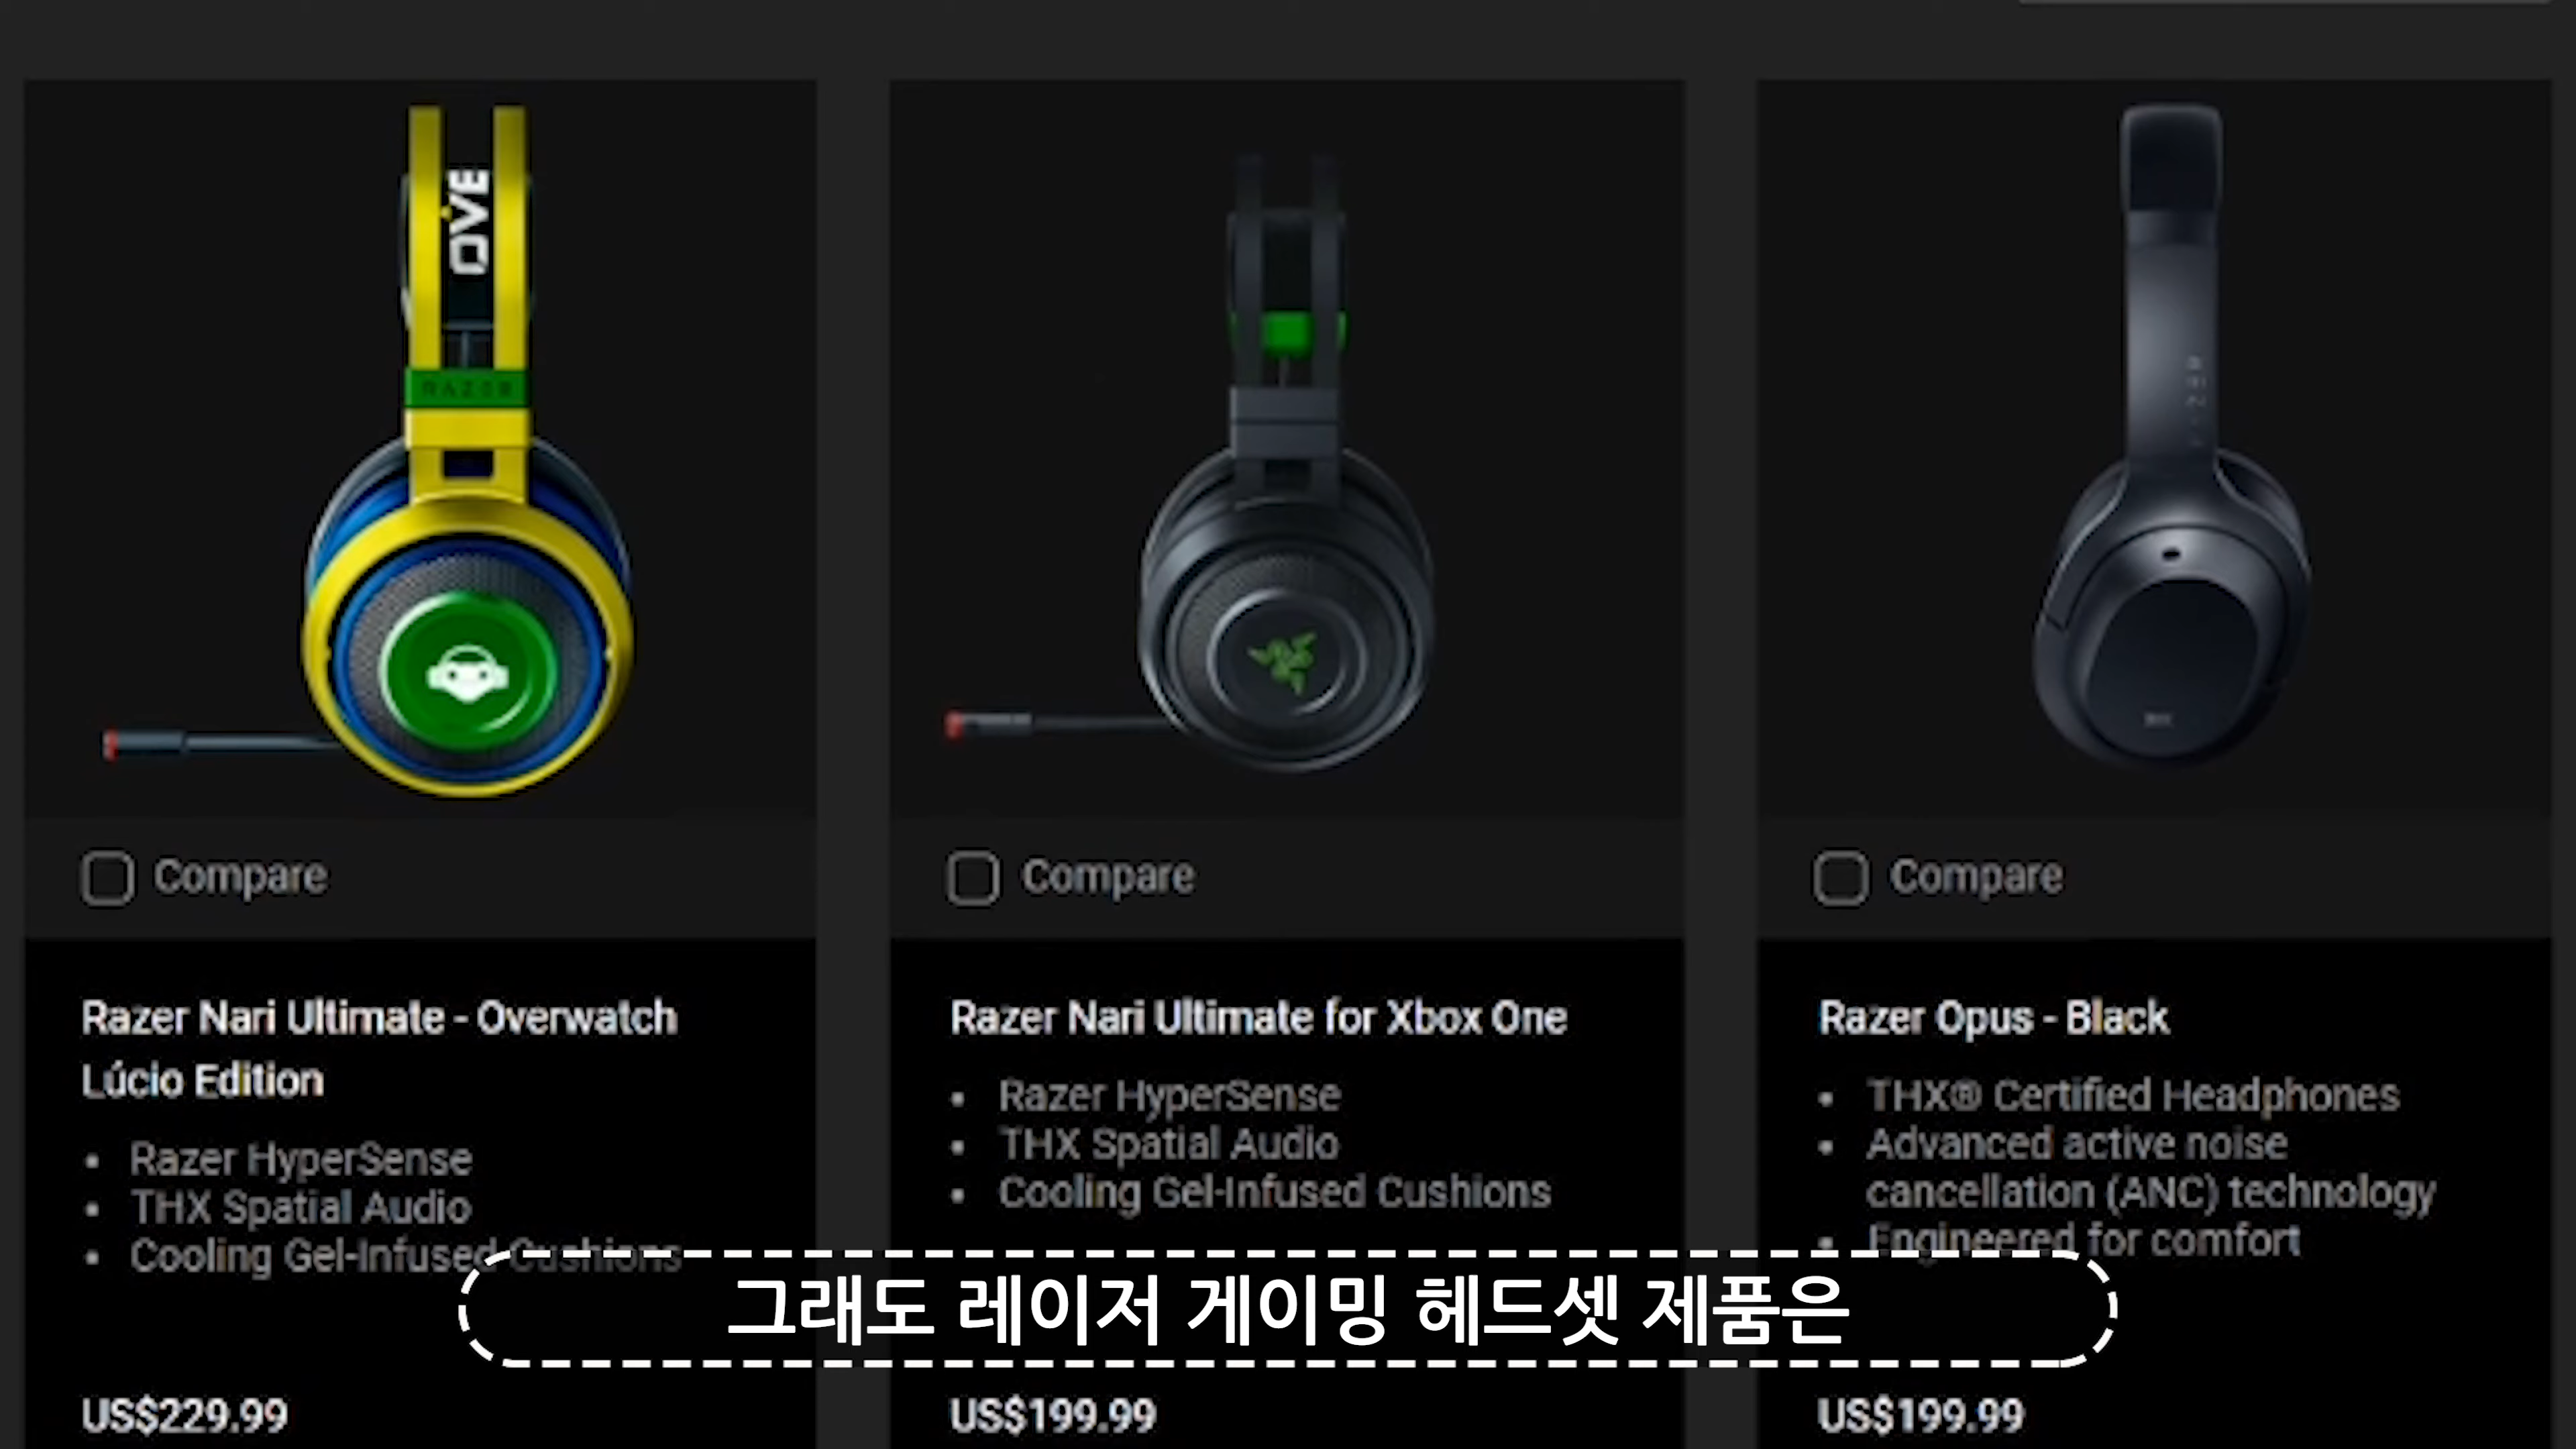 OVE
RAZER
RAZER
Compare
Compare
Compare
Razer Nari Ultimate - Overwatch
Lúcio Edition
• Razer HyperSense
• THX Spatial Audio
• Cooling Gel-Infused Cushions
US$229.99
Razer Nari Ultimate for Xbox One
• Razer HyperSense
• THX Spatial Audio
• Cooling Gel-Infused Cushions
US$199.99
Razer Opus - Black
• THX® Certified Headphones
• Advanced active noise
cancellation (ANC) technology
• Engineered for comfort
US$199.99
그래도 레이저 게이밍 헤드셋 제품은